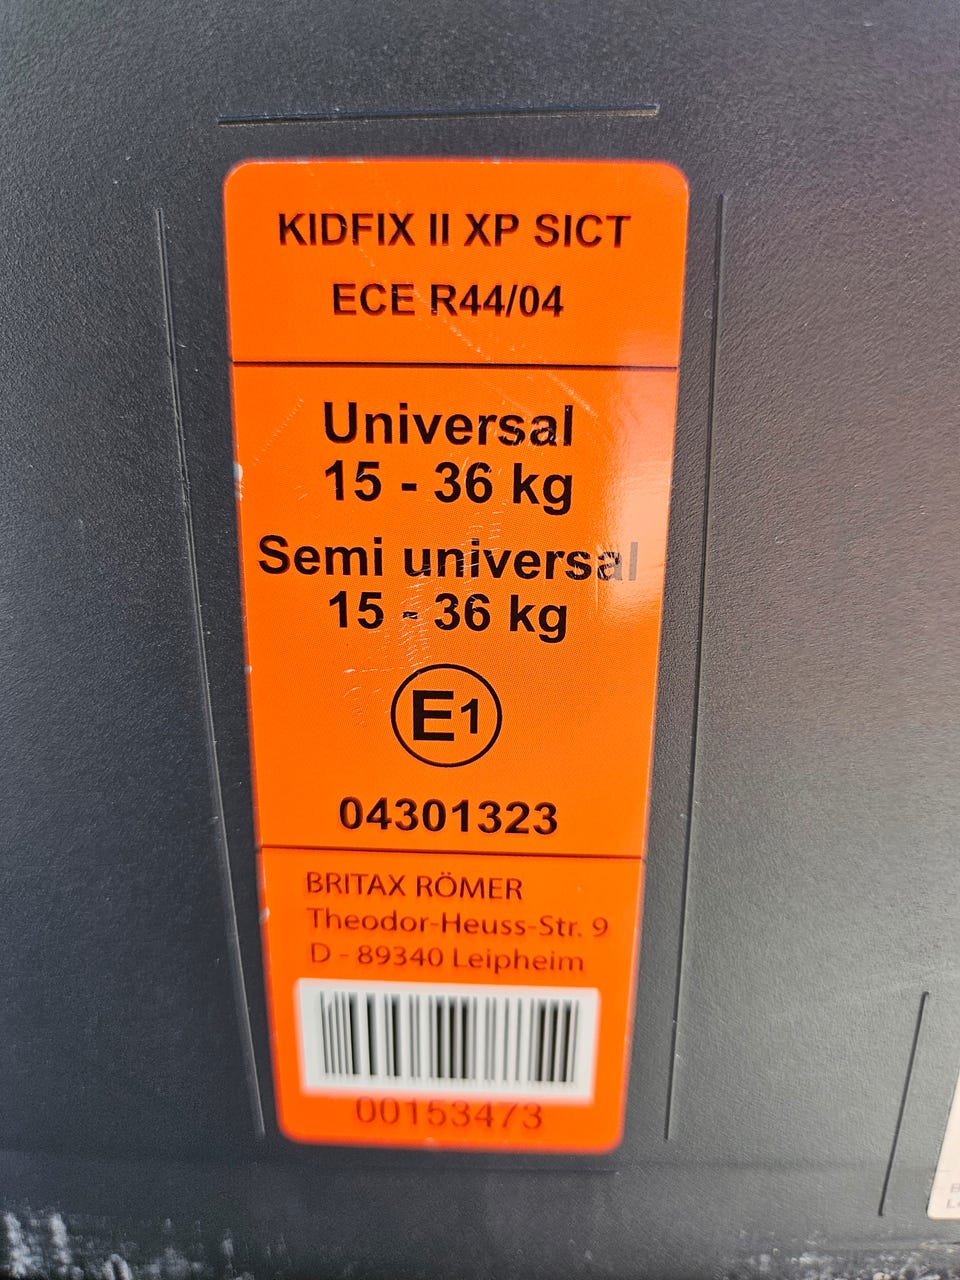 KIDFIX II XP SICT
ECE R44/04
Universal
15 - 36 kg
Semi universal
15 - 36 kg
E1
04301323
BRITAX RÖMER
Theodor-Heuss-Str. 9
D - 89340 Leipheim
00153473